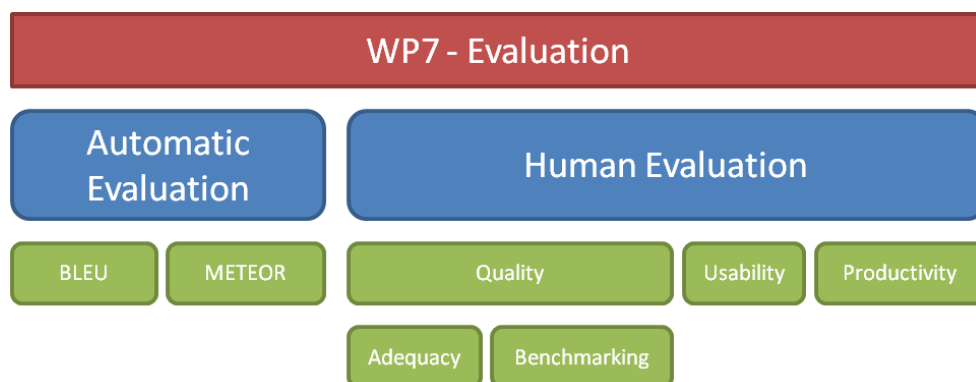 WP7 - Evaluation
Automatic
Evaluation
Human Evaluation
BLEU
METEOR
Quality
Usability
Productivity
Adequacy
Benchmarking